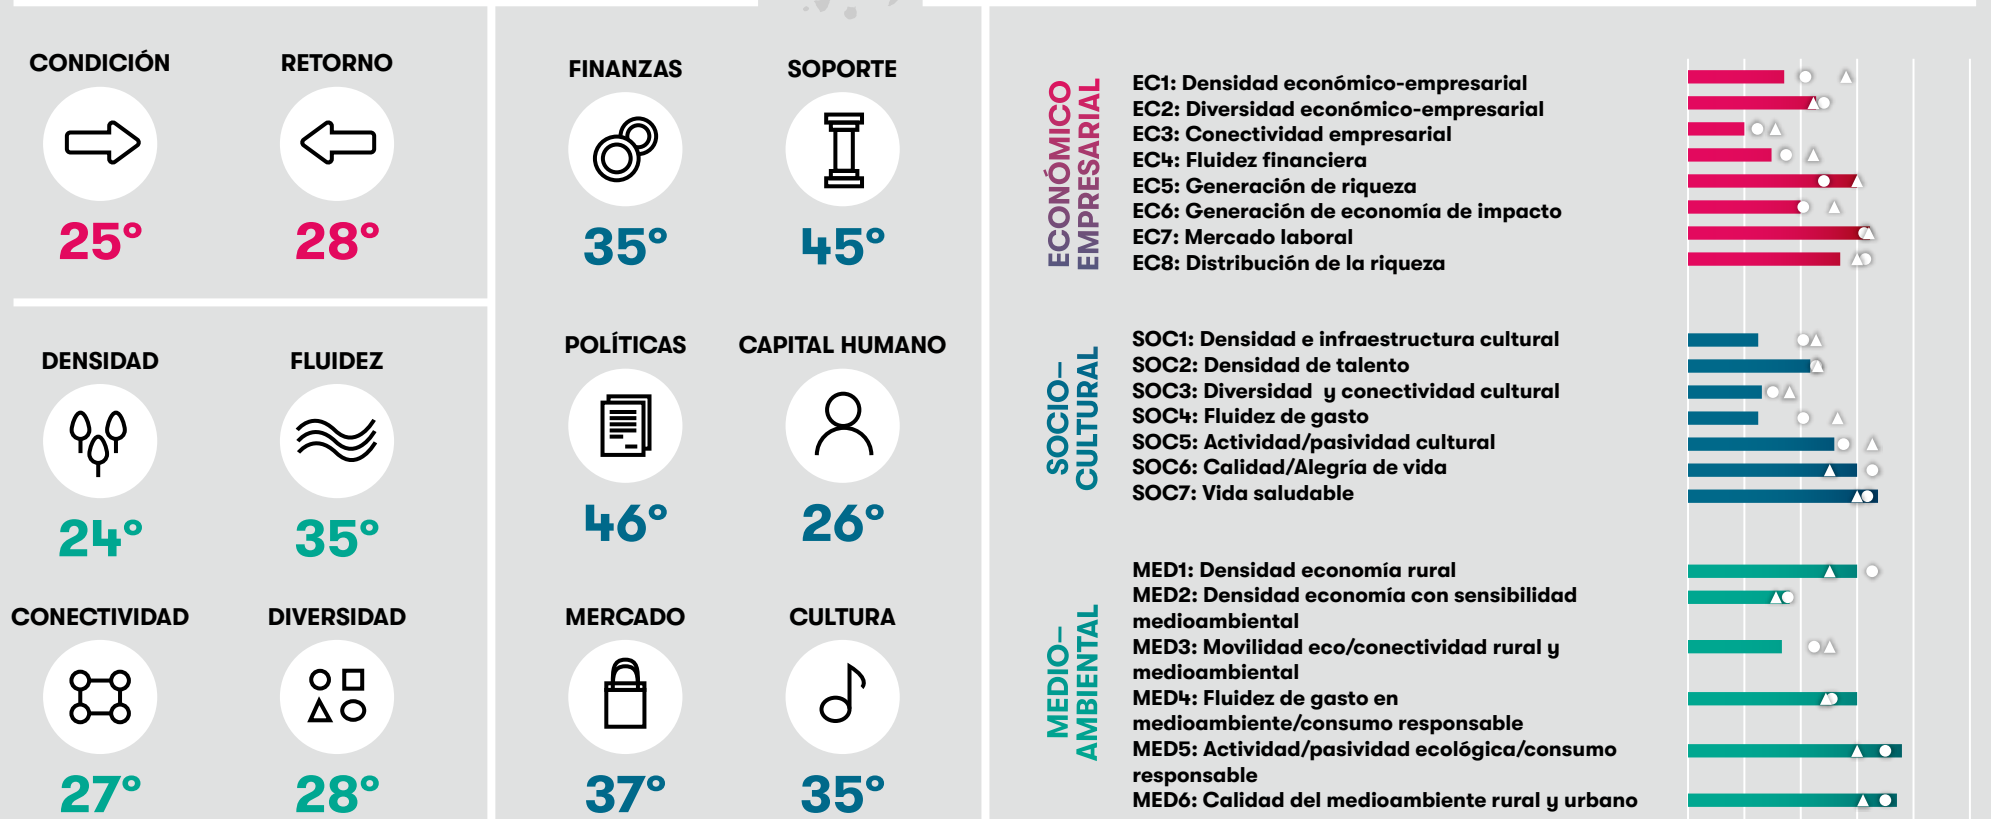 CONDICIÓN
RETORNO
25°
28°
DENSIDAD
FLUIDEZ
24°
35°
CONECTIVIDAD
DIVERSIDAD
27°
28°
FINANZAS
SOPORTE
35°
45°
POLÍTICAS
CAPITAL HUMANO
46°
26°
MERCADO
CULTURA
37°
35°
ECONÓMICO
EMPRESARIAL
EC1: Densidad económico-empresarial
EC2: Diversidad económico-empresarial
EC3: Conectividad empresarial
EC4: Fluidez financiera
EC5: Generación de riqueza
EC6: Generación de economía de impacto
EC7: Mercado laboral
EC8: Distribución de la riqueza
SOCIO–
CULTURAL
SOC1: Densidad e infraestructura cultural
SOC2: Densidad de talento
SOC3: Diversidad y conectividad cultural
SOC4: Fluidez de gasto
SOC5: Actividad/pasividad cultural
SOC6: Calidad/Alegría de vida
SOC7: Vida saludable
MEDIO–
AMBIENTAL
MED1: Densidad economía rural
MED2: Densidad economía con sensibilidad
medioambiental
MED3: Movilidad eco/conectividad rural y
medioambiental
MED4: Fluidez de gasto en
medioambiente/consumo responsable
MED5: Actividad/pasividad ecológica/consumo
responsable
MED6: Calidad del medioambiente rural y urbano